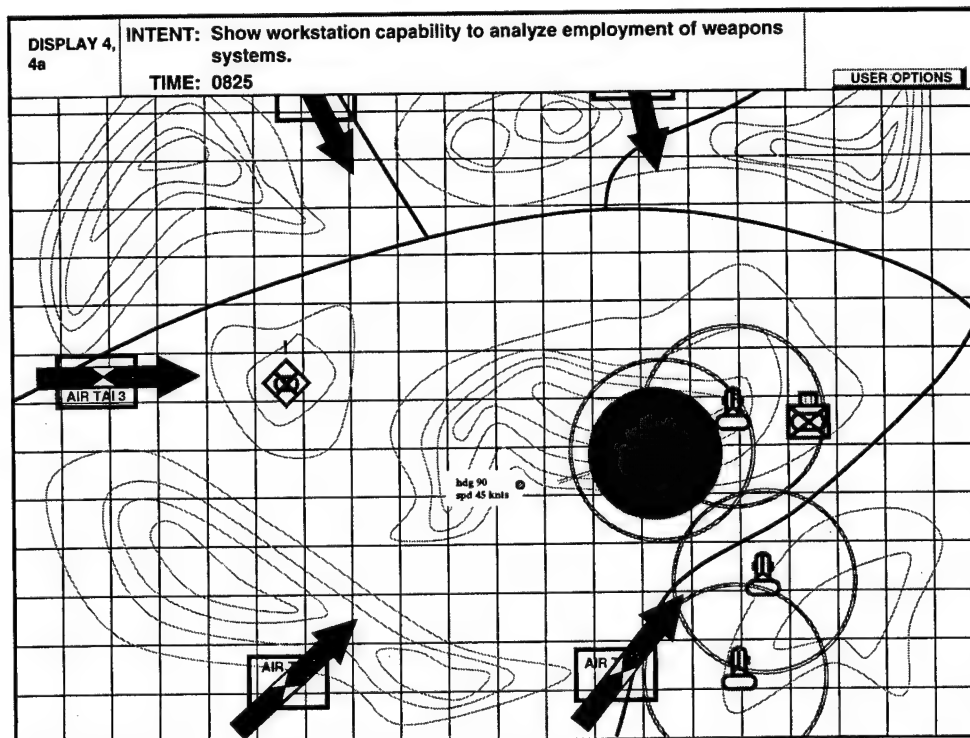 DISPLAY 4,
4a
INTENT: Show workstation capability to analyze employment of weapons
systems.
TIME: 0825
USER OPTIONS
AIR TAI 3
hdg 90
spd 45 knts
AIR
AIR